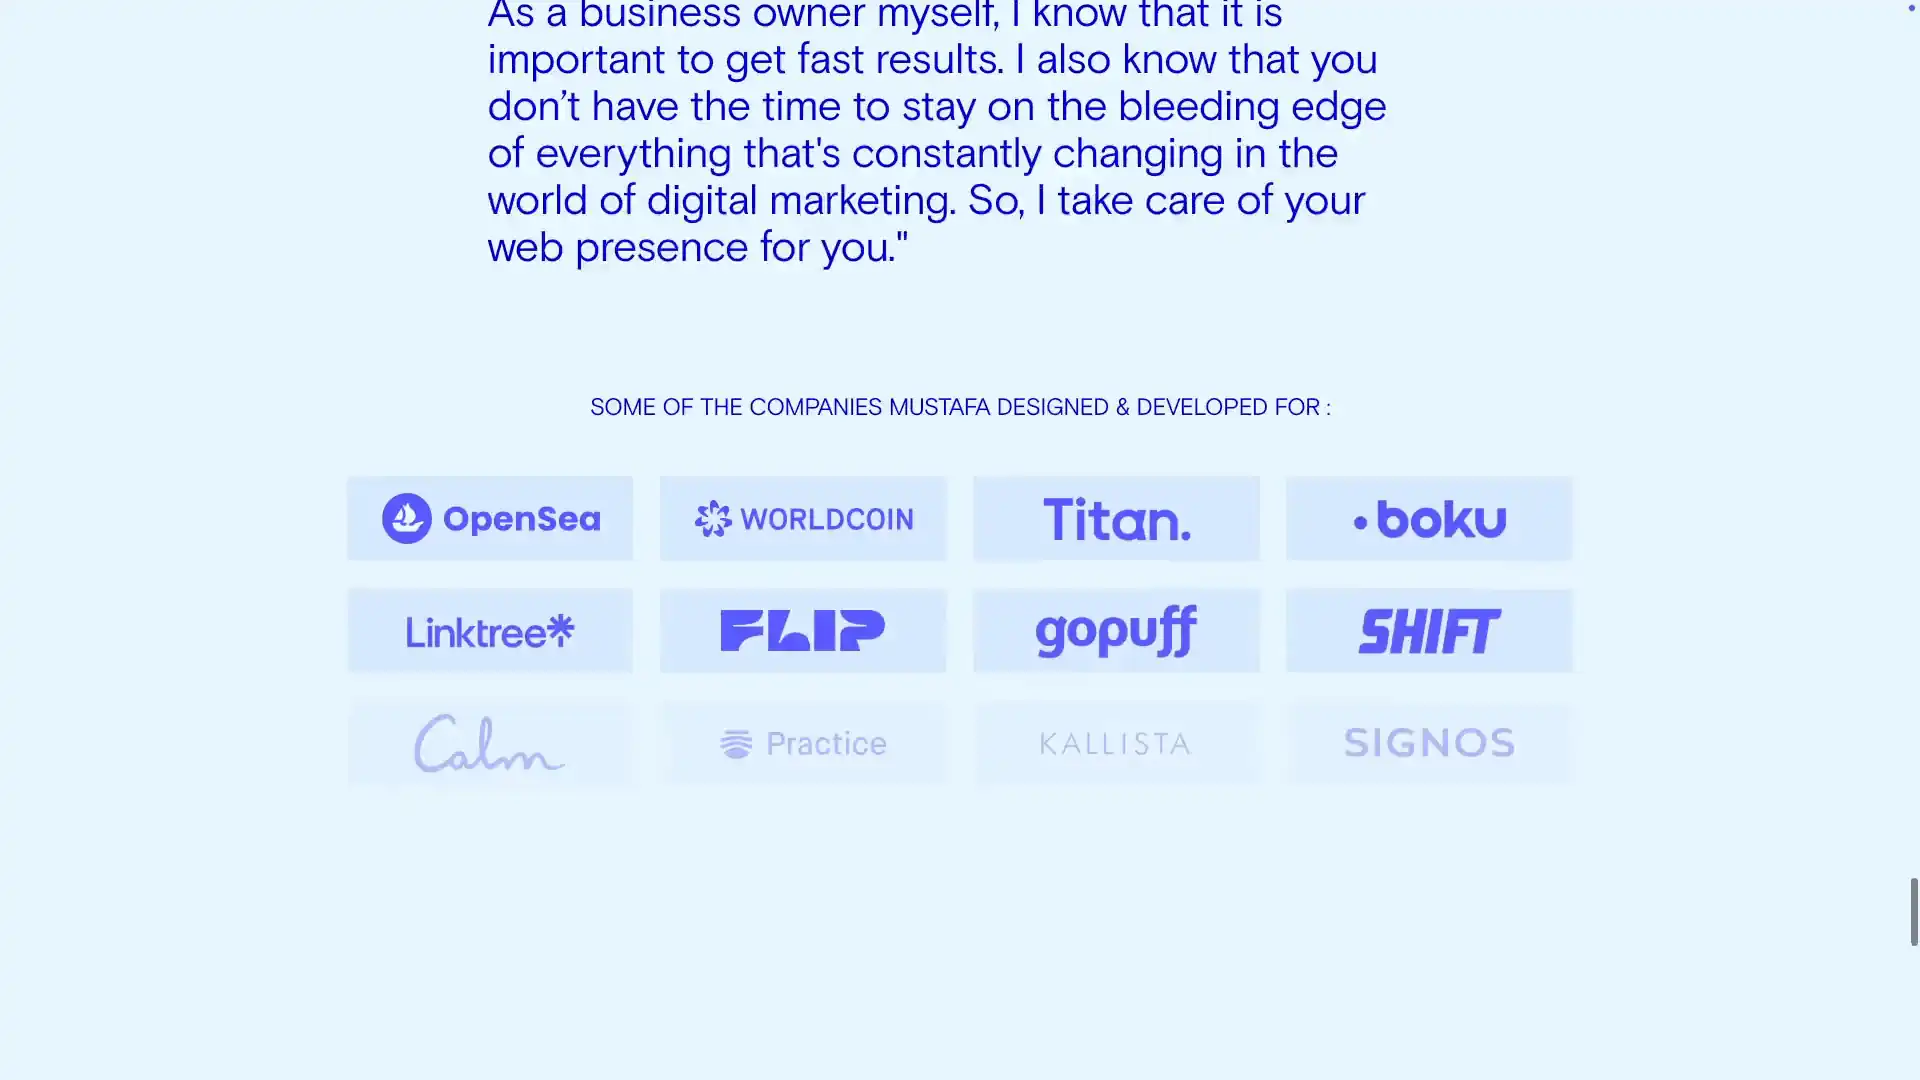 As a business owner myself, I know that it is
important to get fast results. I also know that you
don’t have the time to stay on the bleeding edge
of everything that's constantly changing in the
world of digital marketing. So, I take care of your
web presence for you."
SOME OF THE COMPANIES MUSTAFA DESIGNED & DEVELOPED FOR :
OpenSea
WORLDCOIN
Titan.
boku
Linktree
FLIP
gopuff
SHIFT
Calm
Practice
KALLISTA
SIGNOS